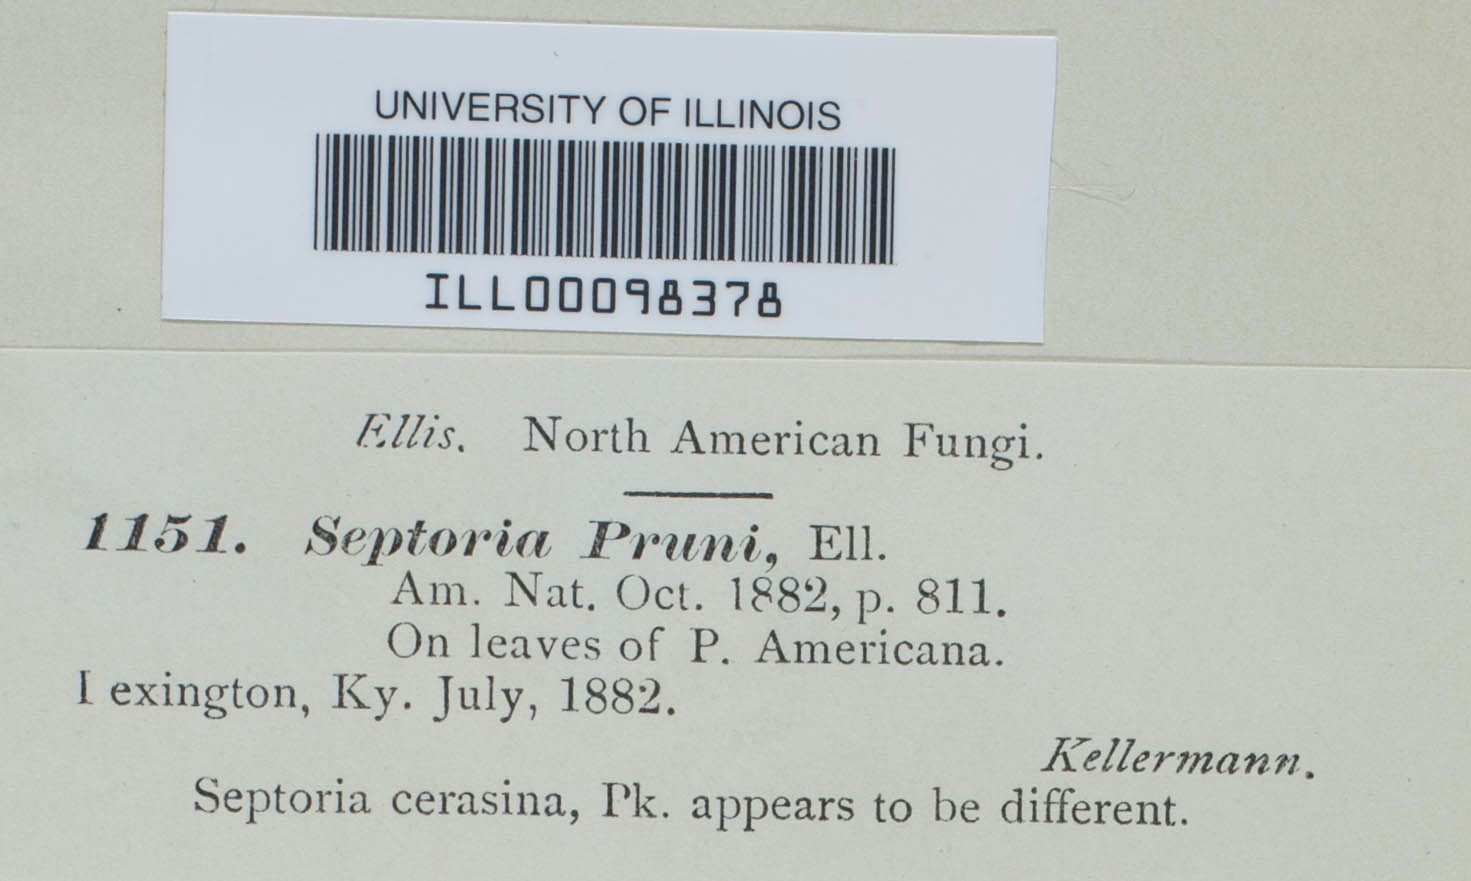 UNIVERSITY OF ILLINOIS
ILL00098378
Ellis. North American Fungi.
1151. Septoria Pruni, Ell.
Am. Nat. Oct. 1882, p. 811.
On leaves of P. Americana.
Lexington, Ky. July, 1882.
Kellermann.
Septoria cerasina, Pk. appears to be different.